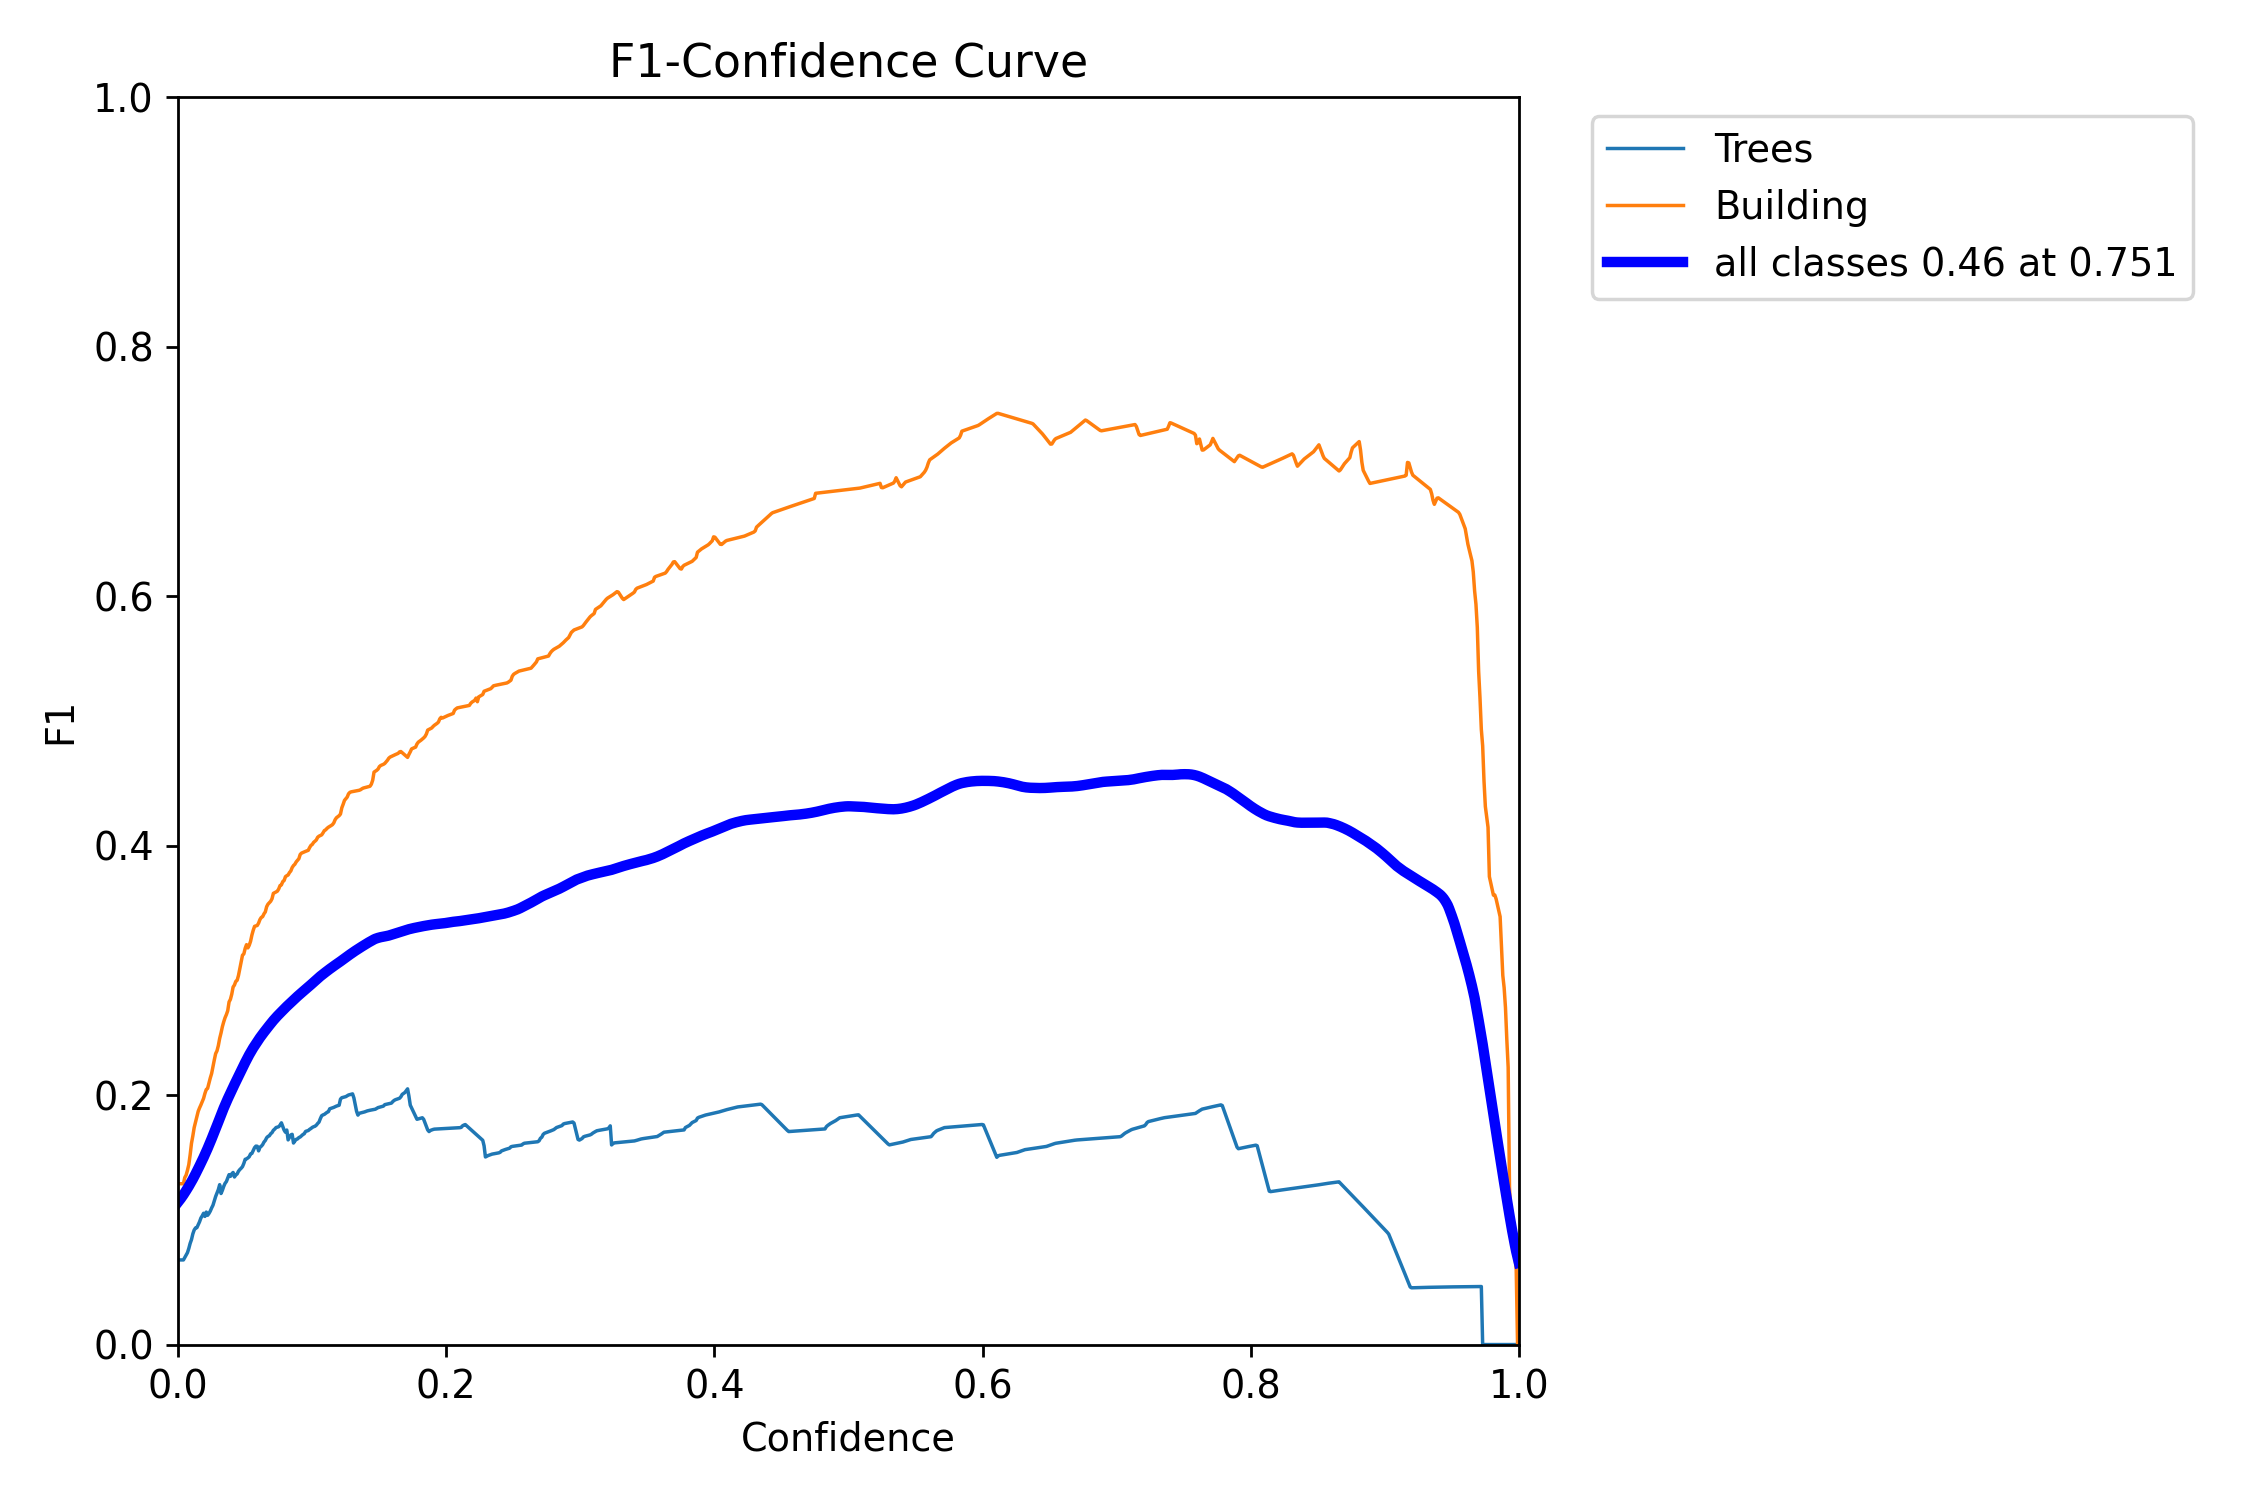 F1-Confidence Curve
1.0
0.8
0.6
0.4
0.2
0.0
F1
0.0 0.2 0.4 0.6 0.8 1.0
Confidence
Trees
Building
all classes 0.46 at 0.751